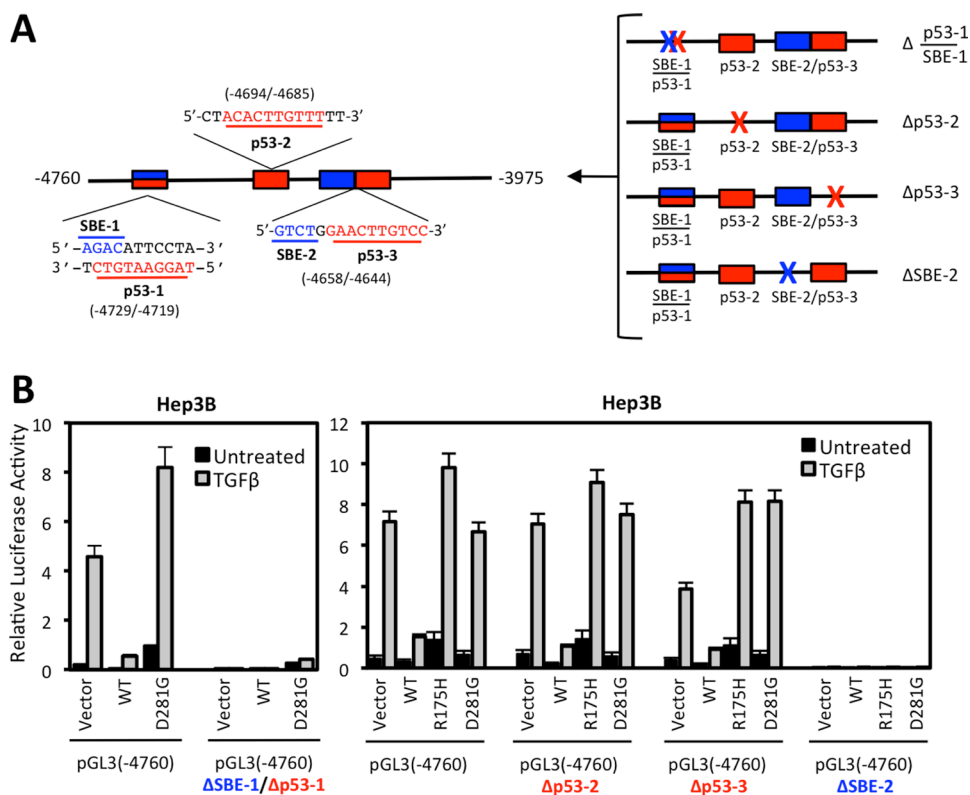 A
(-4694/-4685)
5'-CTACACTTGTTTTT-3'
p53-2
-4760
-3975
SBE-1
5'-AGACATTCCTA-3'
3'-TCTGTAAGGAT-5'
p53-1
(-4729/-4719)
5'-GTCTGGAACTTGTCC-3'
SBE-2
p53-3
(-4658/-4644)
SBE-1
p53-1
p53-2
SBE-2/p53-3
Δ p53-1
SBE-1
SBE-1
p53-1
p53-2
SBE-2/p53-3
Δp53-2
SBE-1
p53-1
p53-2
SBE-2/p53-3
Δp53-3
SBE-1
p53-1
p53-2
SBE-2/p53-3
ΔSBE-2
B
Hep3B
Relative Luciferase Activity
10
8
6
4
2
0
Untreated
TGFβ
Vector
WT
D281G
Vector
WT
D281G
pGL3(-4760)
pGL3(-4760)
ΔSBE-1/Δp53-1
Hep3B
12
10
8
6
4
2
0
Untreated
TGFβ
Vector
WT
R175H
D281G
Vector
WT
R175H
D281G
Vector
WT
R175H
D281G
Vector
WT
R175H
D281G
pGL3(-4760)
pGL3(-4760)
Δp53-2
pGL3(-4760)
Δp53-3
pGL3(-4760)
ΔSBE-2